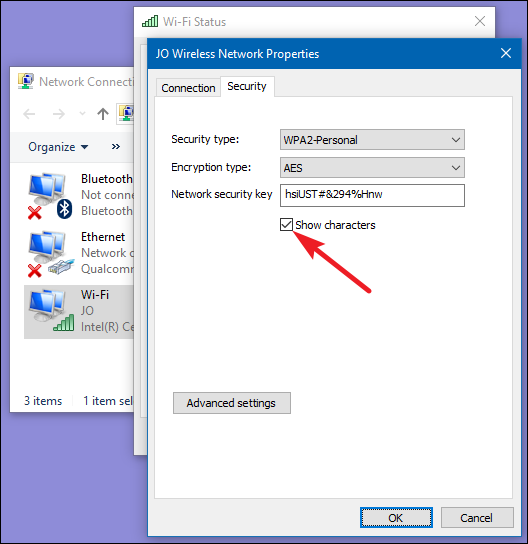 Wi-Fi Status
JO Wireless Network Properties
Network Connecti
Connection
Security
Organize
Security type:
WPA2-Personal
Encryption type:
AES
Network security key
hsiUST#&294%Hnw
Show characters
Bluetooth
Not conne
Bluetooth
Ethernet
Network c
Qualcomm
Wi-Fi
JO
Intel(R) Ce
3 items
1 item sel
Advanced settings
OK
Cancel